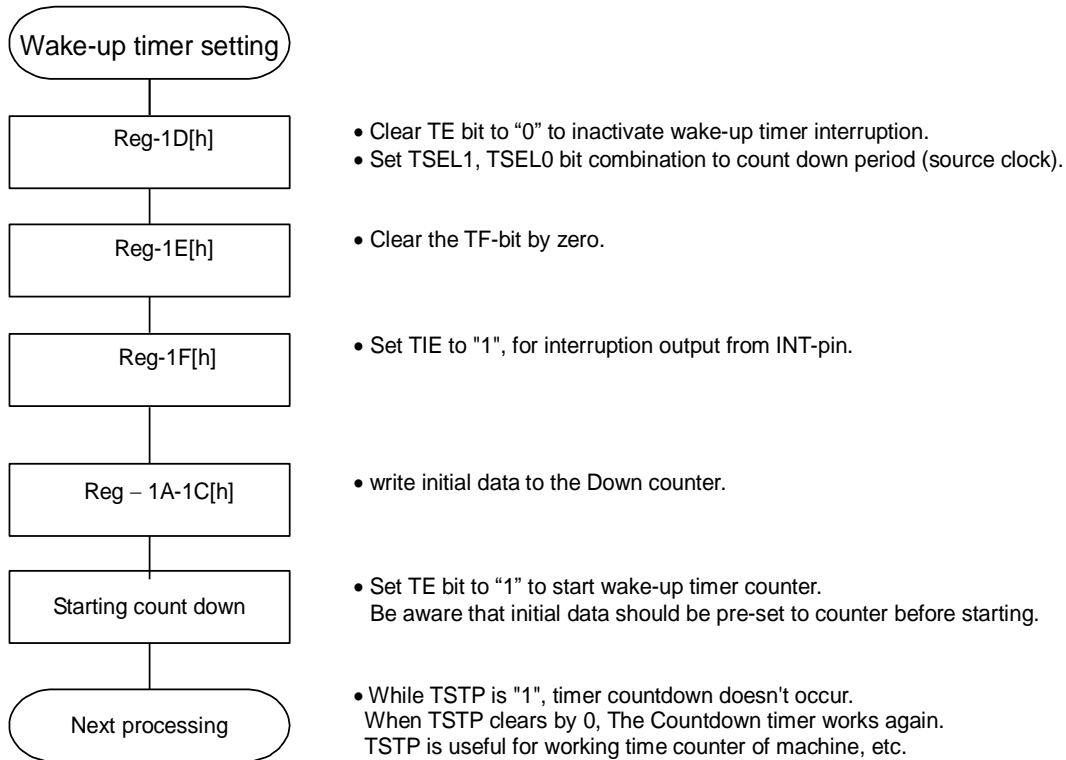 Wake-up timer setting
Reg-1D[h]
• Clear TE bit to “0” to inactivate wake-up timer interruption.
• Set TSEL1, TSEL0 bit combination to count down period (source clock).
Reg-1E[h]
• Clear the TF-bit by zero.
Reg-1F[h]
• Set TIE to "1", for interruption output from INT-pin.
Reg – 1A-1C[h]
• write initial data to the Down counter.
Starting count down
• Set TE bit to “1” to start wake-up timer counter.
Be aware that initial data should be pre-set to counter before starting.
Next processing
• While TSTP is "1", timer countdown doesn't occur.
When TSTP clears by 0, The Countdown timer works again.
TSTP is useful for working time counter of machine, etc.